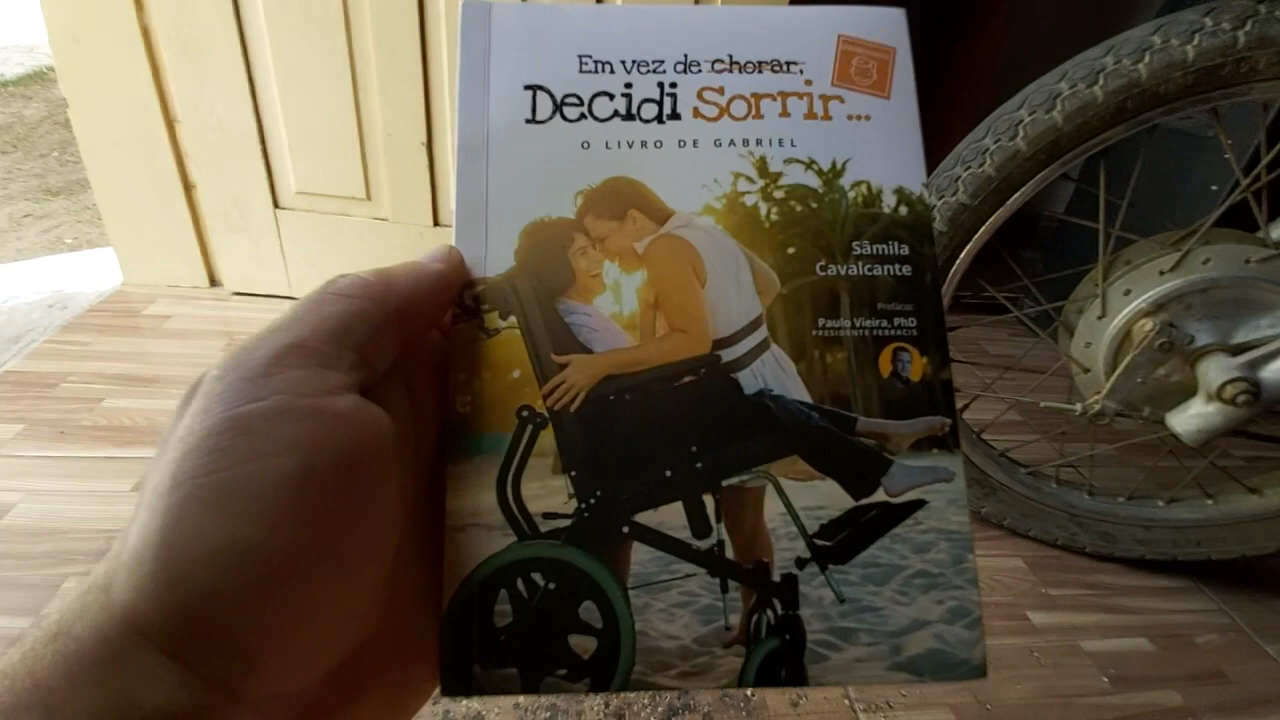 Em vez de chorar,
Decidi Sorrir...
O LIVRO DE GABRIEL
Sâmila
Cavalcante
Prefácio:
Paulo Vieira, PhD
PRESIDENTE FEBRACIS